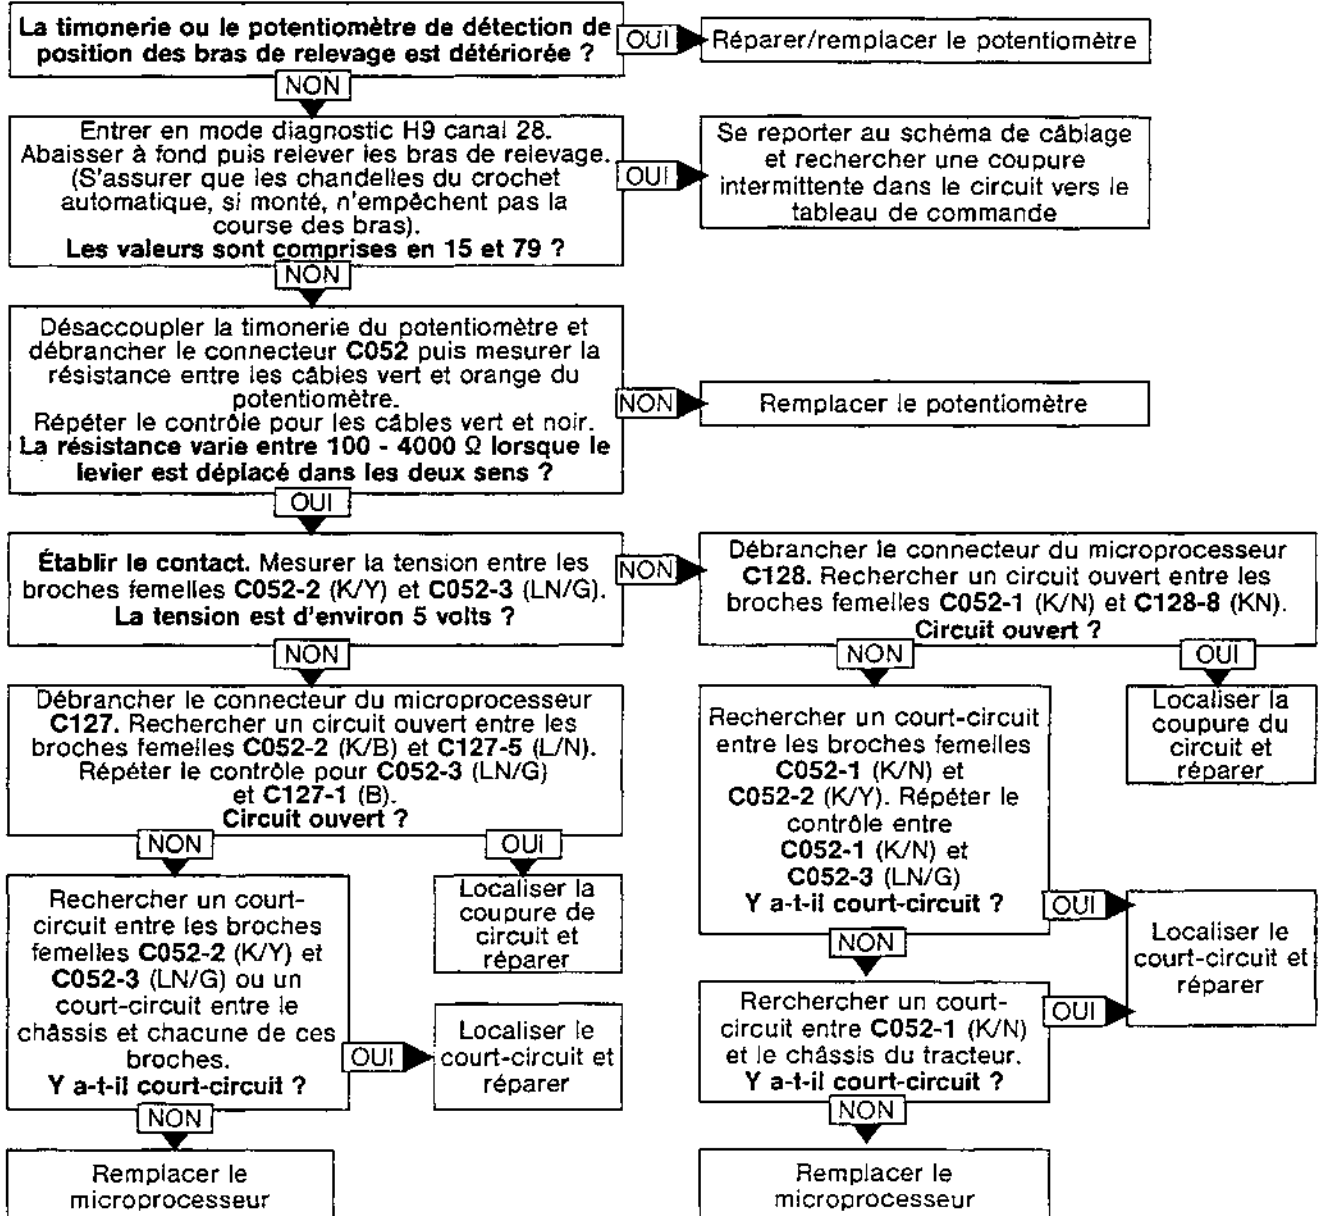 La timonerie ou le potentiomètre de détection de
position des bras de relevage est détériorée ?
OUI
Réparer/remplacer le potentiomètre
NON
Entrer en mode diagnostic H9 canal 28.
Abaisser à fond puis relever les bras de relevage.
(S'assurer que les chandelles du crochet
automatique, si monté, n'empêchent pas la
course des bras).
Les valeurs sont comprises en 15 et 79 ?
OUI
Se reporter au schéma de câblage
et rechercher une coupure
intermittente dans le circuit vers le
tableau de commande
NON
Désaccoupler la timonerie du potentiomètre et
débrancher le connecteur C052 puis mesurer la
résistance entre les câbles vert et orange du
potentiomètre.
Répéter le contrôle pour les câbles vert et noir.
La résistance varie entre 100 - 4000 Ω lorsque le
levier est déplacé dans les deux sens ?
NON
Remplacer le potentiomètre
OUI
Établir le contact. Mesurer la tension entre les
broches femelles C052-2 (K/Y) et C052-3 (LN/G).
La tension est d'environ 5 volts ?
NON
Débrancher le connecteur du microprocesseur
C128. Rechercher un circuit ouvert entre les
broches femelles C052-1 (K/N) et C128-8 (KN).
Circuit ouvert ?
NON
Débrancher le connecteur du microprocesseur
C127. Rechercher un circuit ouvert entre les
broches femelles C052-2 (K/B) et C127-5 (L/N).
Répéter le contrôle pour C052-3 (LN/G)
et C127-1 (B).
Circuit ouvert ?
NON
OUI
Rechercher un court-circuit
entre les broches femelles
C052-1 (K/N) et
C052-2 (K/Y). Répéter le
contrôle entre
C052-1 (K/N) et
C052-3 (LN/G)
Y a-t-il court-circuit ?
Localiser la
coupure du
circuit et
réparer
NON
OUI
Rechercher un court-
circuit entre les broches
femelles C052-2 (K/Y) et
C052-3 (LN/G) ou un
court-circuit entre le
châssis et chacune de ces
broches.
Y a-t-il court-circuit ?
Localiser la
coupure de
circuit et
réparer
OUI
Localiser le
court-circuit et
réparer
OUI
Localiser le
court-circuit et
réparer
NON
Rerchercher un court-
circuit entre C052-1 (K/N)
et le châssis du tracteur.
Y a-t-il court-circuit ?
OUI
NON
Remplacer le
microprocesseur
NON
Remplacer le
microprocesseur